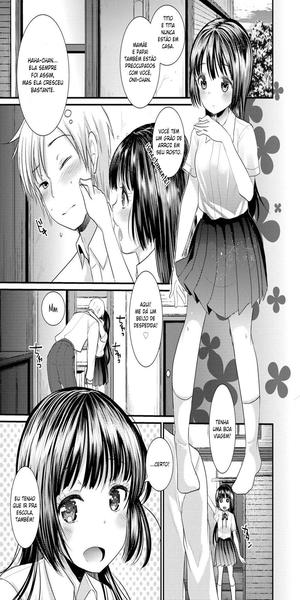 TITIO
E TITIA
NUNCA
ESTÃO EM
CASA.
MAMÃE
E PAPAI
TAMBÉM ESTÃO
PREOCUPADOS
COM VOCÊ,
ONII-CHAN.
HAHA-CHAN...
ELA SEMPRE
FOI ASSIM,
MAS ELA CRESCEU
BASTANTE.
VOCÊ TEM
UM GRÃO DE
ARROZ EM
SEU ROSTO.
AQUI!
ME DÁ UM
BEIJO DE
DESPEDIDA!
♡
Mm
TENHA
UMA BOA
VIAGEM!
...CERTO!
EU TENHO
QUE IR PRA
ESCOLA,
TAMBÉM!